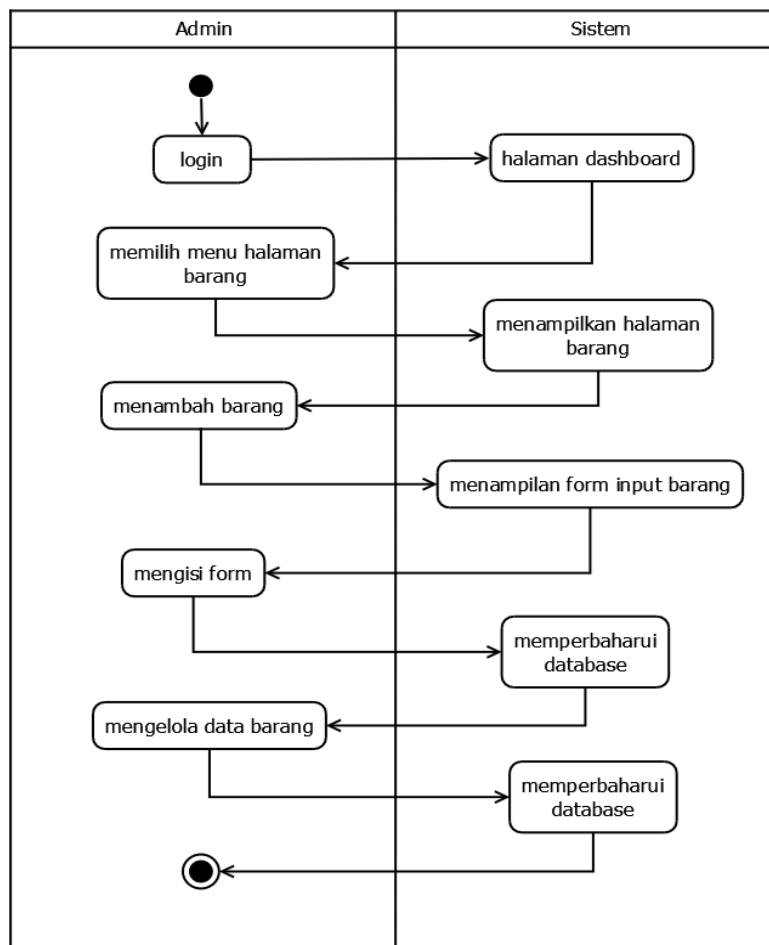 Admin
Sistem
login
halaman dashboard
memilih menu halaman
barang
menampilkan halaman
barang
menambah barang
menampilan form input barang
mengisi form
memperbaharui
database
mengelola data barang
memperbaharui
database